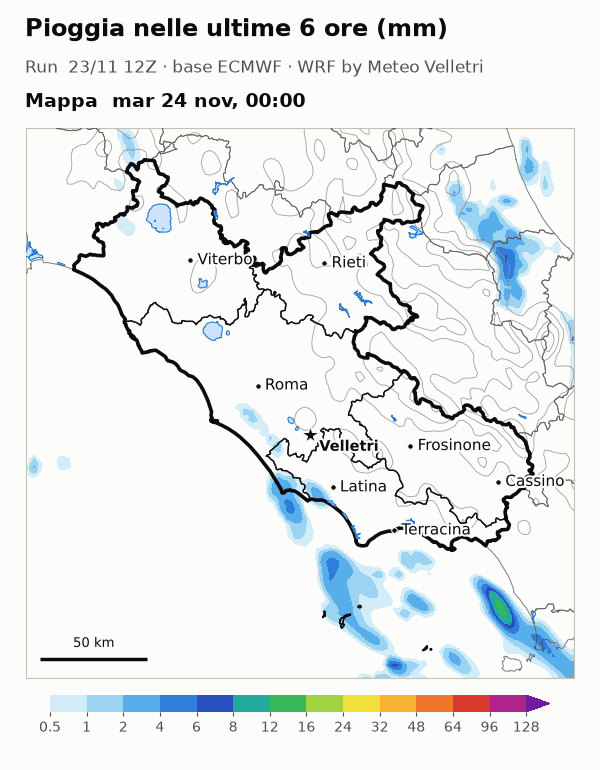 Pioggia nelle ultime 6 ore (mm)
Run  23/11 12Z · base ECMWF · WRF by Meteo Velletri
Mappa  mar 24 nov, 00:00
Viterbo
Rieti
Roma
Velletri
Frosinone
Cassino
Latina
Terracina
50 km
0.5 1 2 4 6 8 12 16 24 32 48 64 96 128